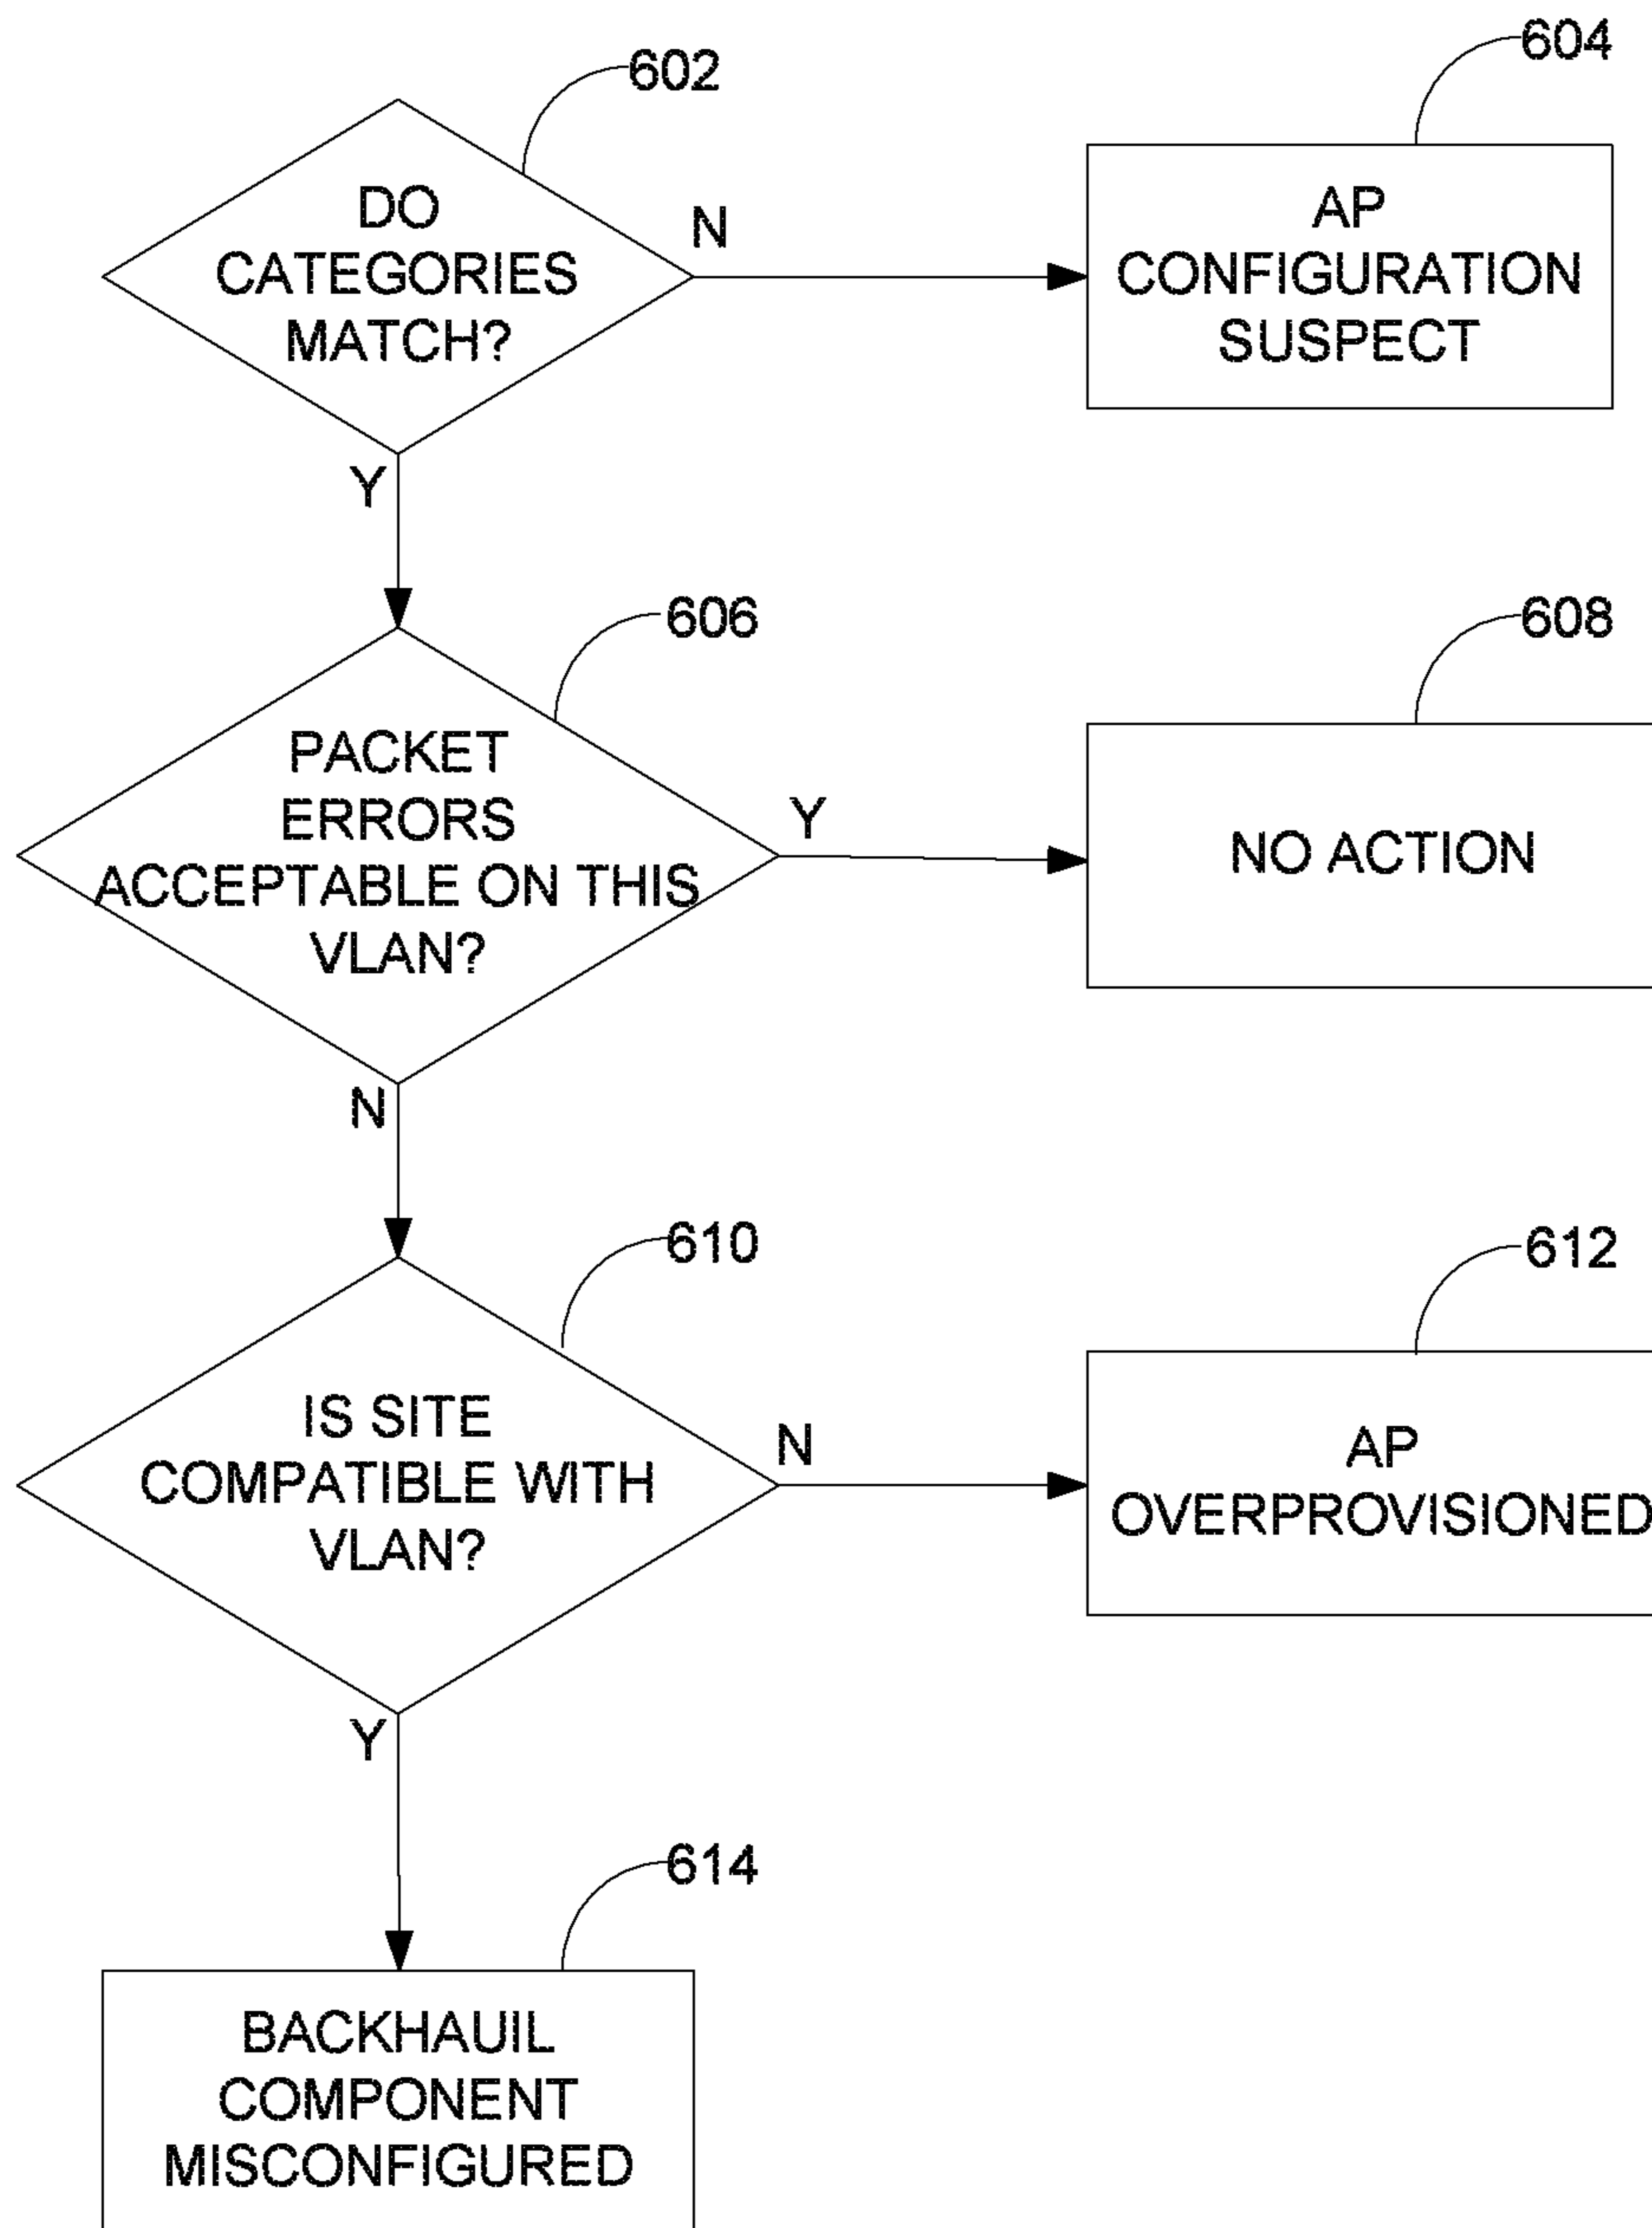 602
604
DO
CATEGORIES
MATCH?
N
AP
CONFIGURATION
SUSPECT
Y
606
608
PACKET
ERRORS
ACCEPTABLE ON THIS
VLAN?
Y
NO ACTION
N
610
612
IS SITE
COMPATIBLE WITH
VLAN?
N
AP
OVERPROVISIONED
Y
614
BACKHAUIL
COMPONENT
MISCONFIGURED